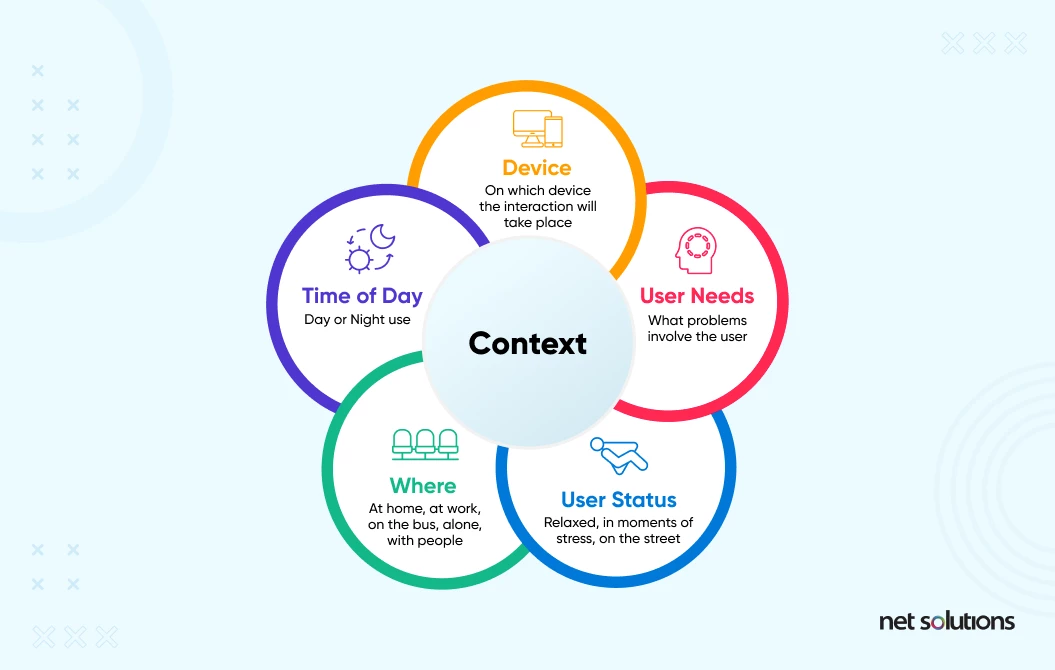 Device
On which device
the interaction will
take place
User Needs
What problems
involve the user
User Status
Relaxed, in moments of
stress, on the street
Where
At home, at work,
on the bus, alone,
with people
Time of Day
Day or Night use
Context
net solutions